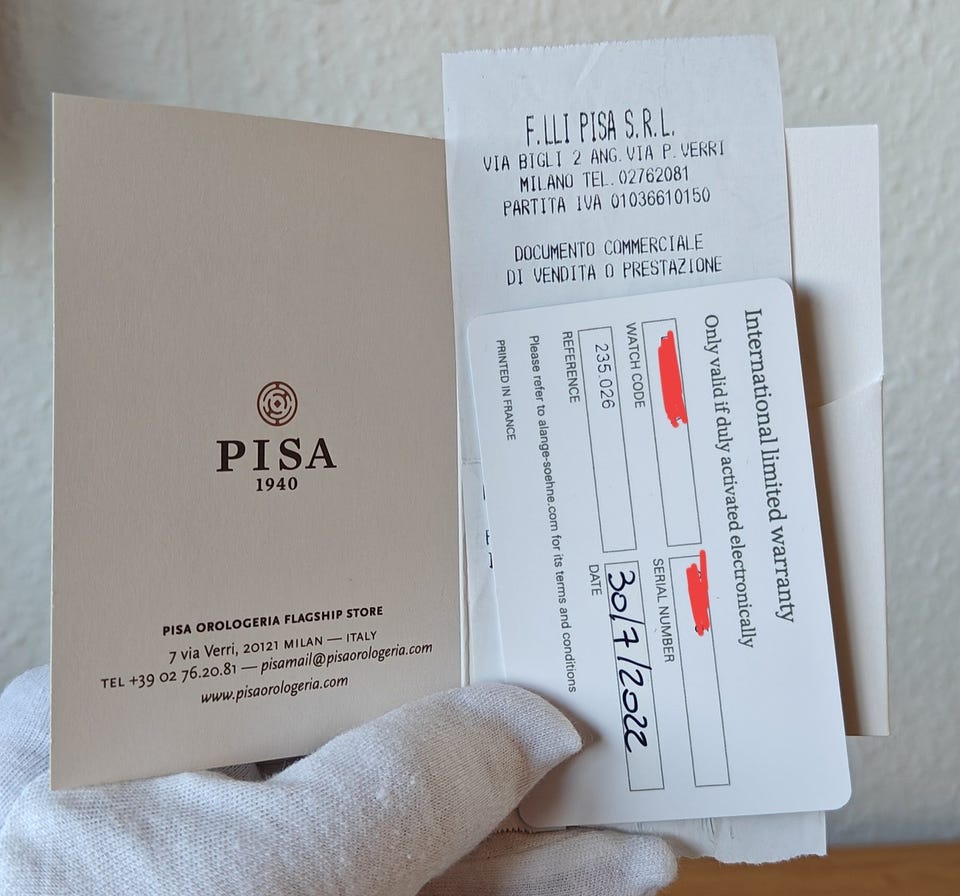 PISA
1940
PISA OROLOGERIA FLAGSHIP STORE
7 via Verri, 20121 MILAN — ITALY
TEL +39 02 76.20.81 — pisamail@pisaorologeria.com
www.pisaorologeria.com
F.LLI PISA S.R.L.
VIA BIGLI 2 ANG.VIA P.VERRI
MILANO TEL.02762081
PARTITA IVA 01036610150
DOCUMENTO COMMERCIALE
DI VENDITA O PRESTAZIONE
International limited warranty
Only valid if duly activated electronically
WATCH CODE
SERIAL NUMBER
235.026
30/7/2022
REFERENCE
DATE
Please refer to alange-soehne.com for its terms and conditions
PRINTED IN FRANCE